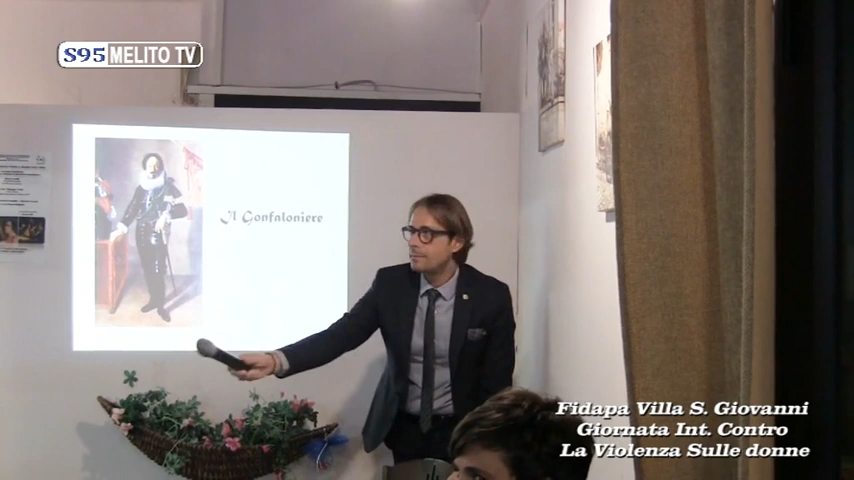 S95 MELITO TV
Il Gonfaloniere
Fidapa Villa S. Giovanni
Giornata Int. Contro
La Violenza Sulle donne